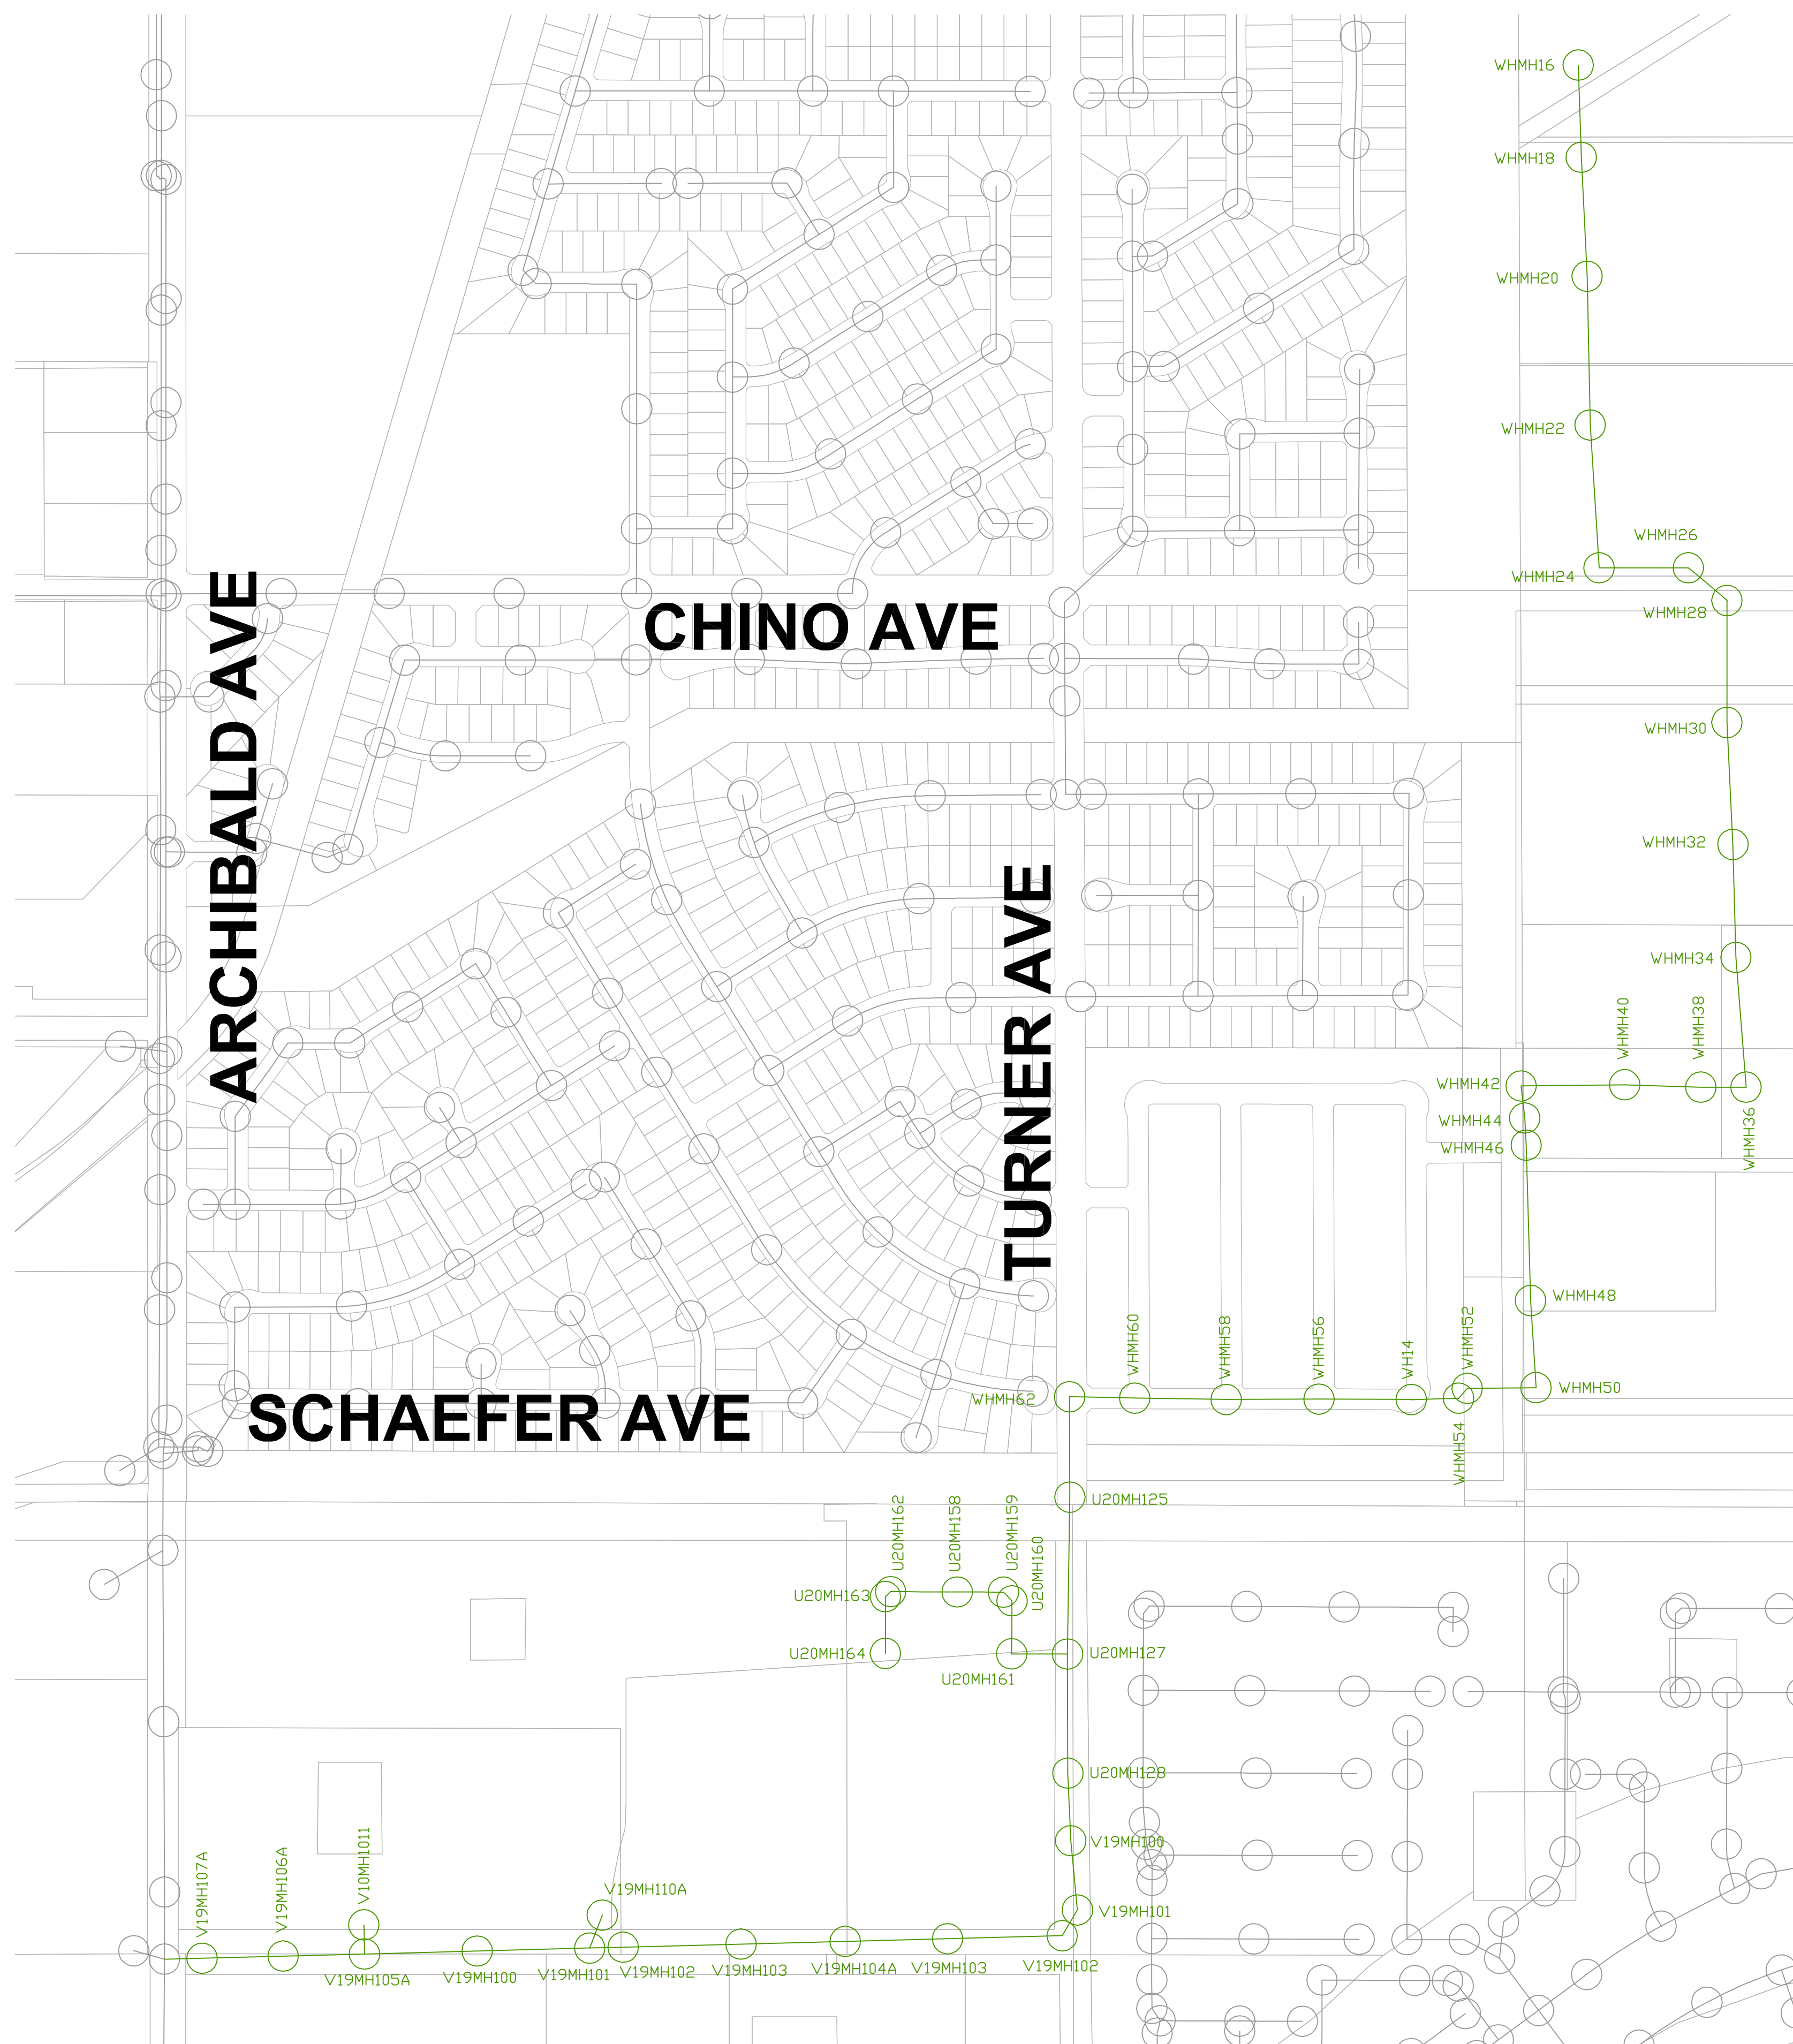 WHMH16
WHMH18
WHMH20
WHMH22
WHMH26
WHMH24
WHMH28
CHINO AVE
ARCHIBALD AVE
WHMH30
WHMH32
WHMH34
TURNER AVE
WHMH40
WHMH38
WHMH42
WHMH36
WHMH44
WHMH46
WHMH48
WHMH60
WHMH58
WHMH56
WH14
WHMH52
WHMH50
WHMH62
SCHAEFER AVE
WHMH54
U20MH125
U20MH162
U20MH158
U20MH159
U20MH160
U20MH163
U20MH164
U20MH161
U20MH127
U20MH128
V19MH100
V19MH107A
V19MH106A
V10MH1011
V19MH110A
V19MH101
V19MH105A
V19MH100
V19MH101
V19MH102
V19MH103
V19MH104A
V19MH103
V19MH102